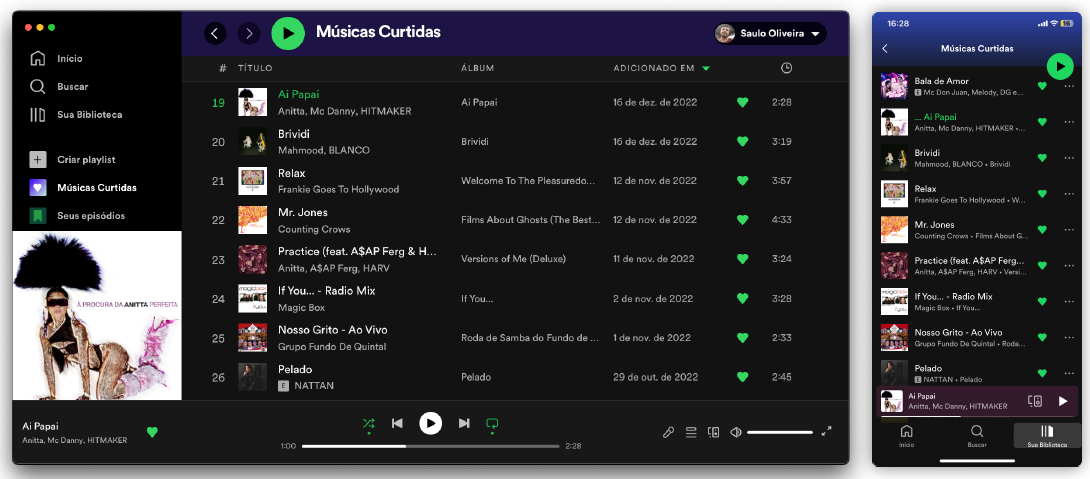 Músicas Curtidas
Saulo Oliveira
Início
Buscar
Sua Biblioteca
Criar playlist
Músicas Curtidas
Seus episódios
À PROCURA DA ANITTA PERFEITA
# TÍTULO ÁLBUM ADICIONADO EM
19 Ai Papai Ai Papai 16 de dez. de 2022 2:28
Anitta, Mc Danny, HITMAKER
20 Brividi Brividi 16 de dez. de 2022 3:19
Mahmood, BLANCO
21 Relax Welcome To The Pleasuredo... 12 de nov. de 2022 3:57
Frankie Goes To Hollywood
22 Mr. Jones Films About Ghosts (The Best... 12 de nov. de 2022 4:33
Counting Crows
23 Practice (feat. A$AP Ferg & H... Versions of Me (Deluxe) 11 de nov. de 2022 3:24
Anitta, A$AP Ferg, HARV
24 If You... - Radio Mix If You... 2 de nov. de 2022 3:28
Magic Box
25 Nosso Grito - Ao Vivo Roda de Samba do Fundo de ... 2 de nov. de 2022 2:33
Grupo Fundo De Quintal
26 Pelado Pelado 29 de out. de 2022 2:45
E NATTAN
Ai Papai
Anitta, Mc Danny, HITMAKER
1:00 2:28
16:28 16
Músicas Curtidas
Bala de Amor
E Mc Don Juan, Melody, DG e...
... Ai Papai
Anitta, Mc Danny, HITMAKER •...
Brividi
Mahmood, BLANCO • Brividi
Relax
Frankie Goes To Hollywood • W...
Mr. Jones
Counting Crows • Films About G...
Practice (feat. A$AP Ferg...
Anitta, A$AP Ferg, HARV • Versi...
If You... - Radio Mix
Magic Box • If You...
Nosso Grito - Ao Vivo
Grupo Fundo De Quintal • Roda...
Pelado
E NATTAN • Pelado
Ai Papai
Anitta, Mc Danny, HITMAKER
Início Buscar Sua Biblioteca